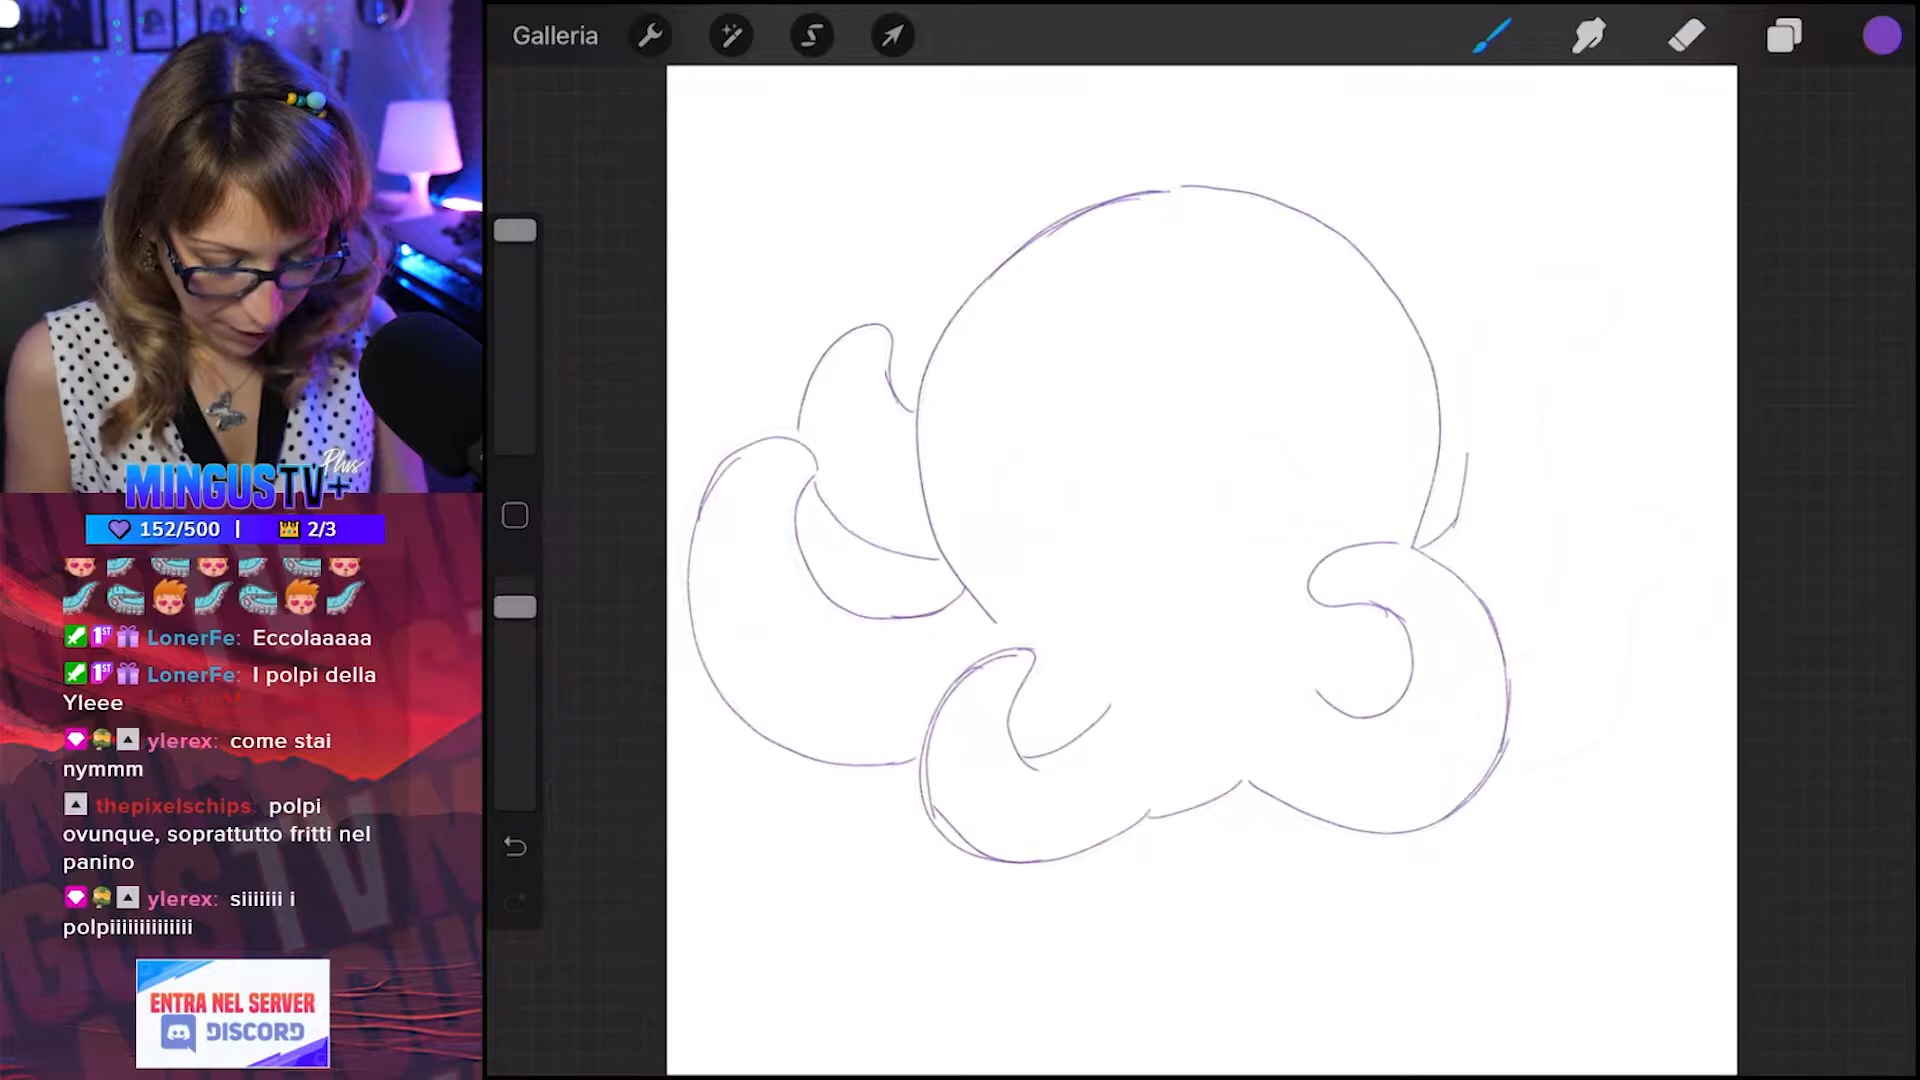 Galleria
MINGUSTV+
Plus
152/500 | 2/3
LonerFe: Eccolaaaaa
LonerFe: I polpi della
Yleee
ylerex: come stai
nymmm
thepixelschips: polpi
ovunque, soprattutto fritti nel
panino
ylerex: siiiiiii i
polpiiiiiiiiiiiiii
ENTRA NEL SERVER
DISCORD